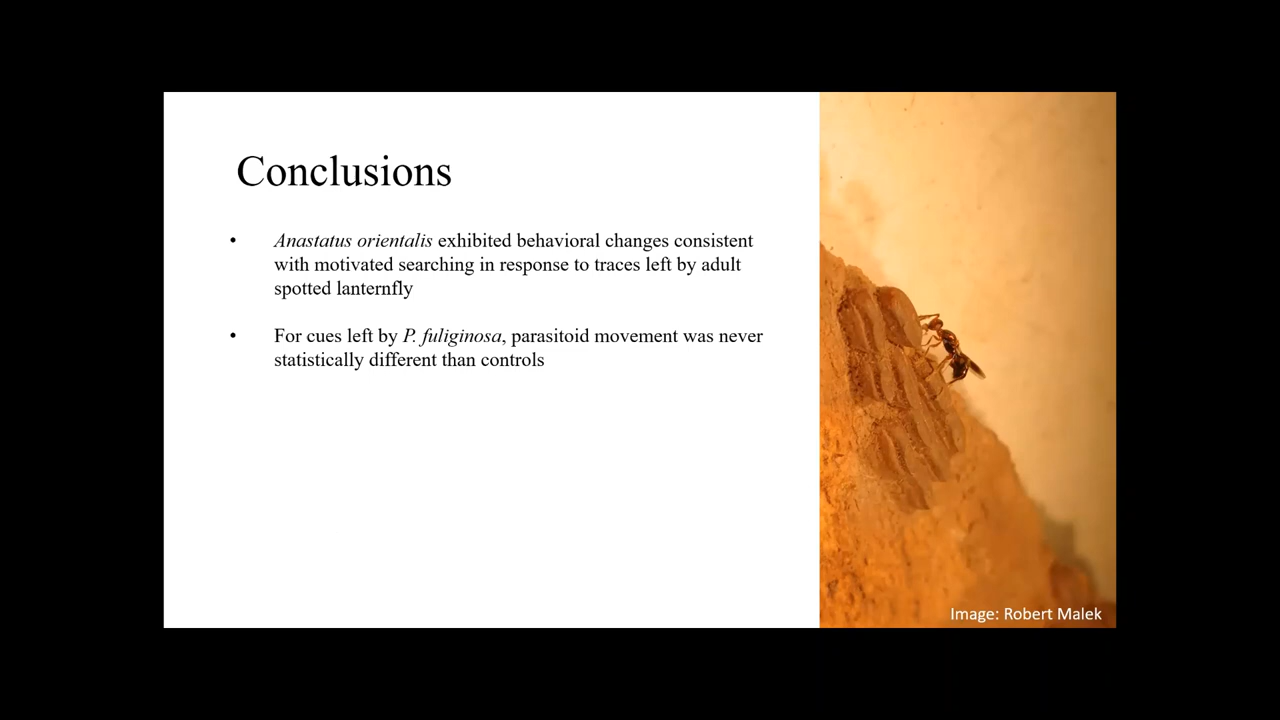 Conclusions
• Anastatus orientalis exhibited behavioral changes consistent
with motivated searching in response to traces left by adult
spotted lanternfly
• For cues left by P. fuliginosa, parasitoid movement was never
statistically different than controls
Image: Robert Malek